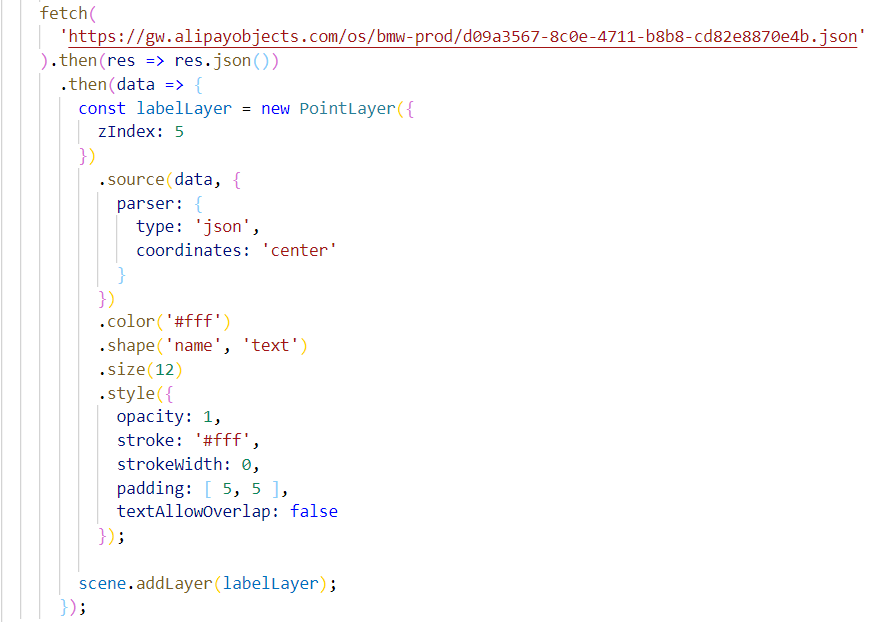 fetch(
'https://gw.alipayobjects.com/os/bmw-prod/d09a3567-8c0e-4711-b8b8-cd82e8870e4b.json'
).then(res => res.json())
.then(data => {
const labelLayer = new PointLayer({
zIndex: 5
})
.source(data, {
parser: {
type: 'json',
coordinates: 'center'
}
})
.color('#fff')
.shape('name', 'text')
.size(12)
.style({
opacity: 1,
stroke: '#fff',
strokeWidth: 0,
padding: [ 5, 5 ],
textAllowOverlap: false
});
scene.addLayer(labelLayer);
});